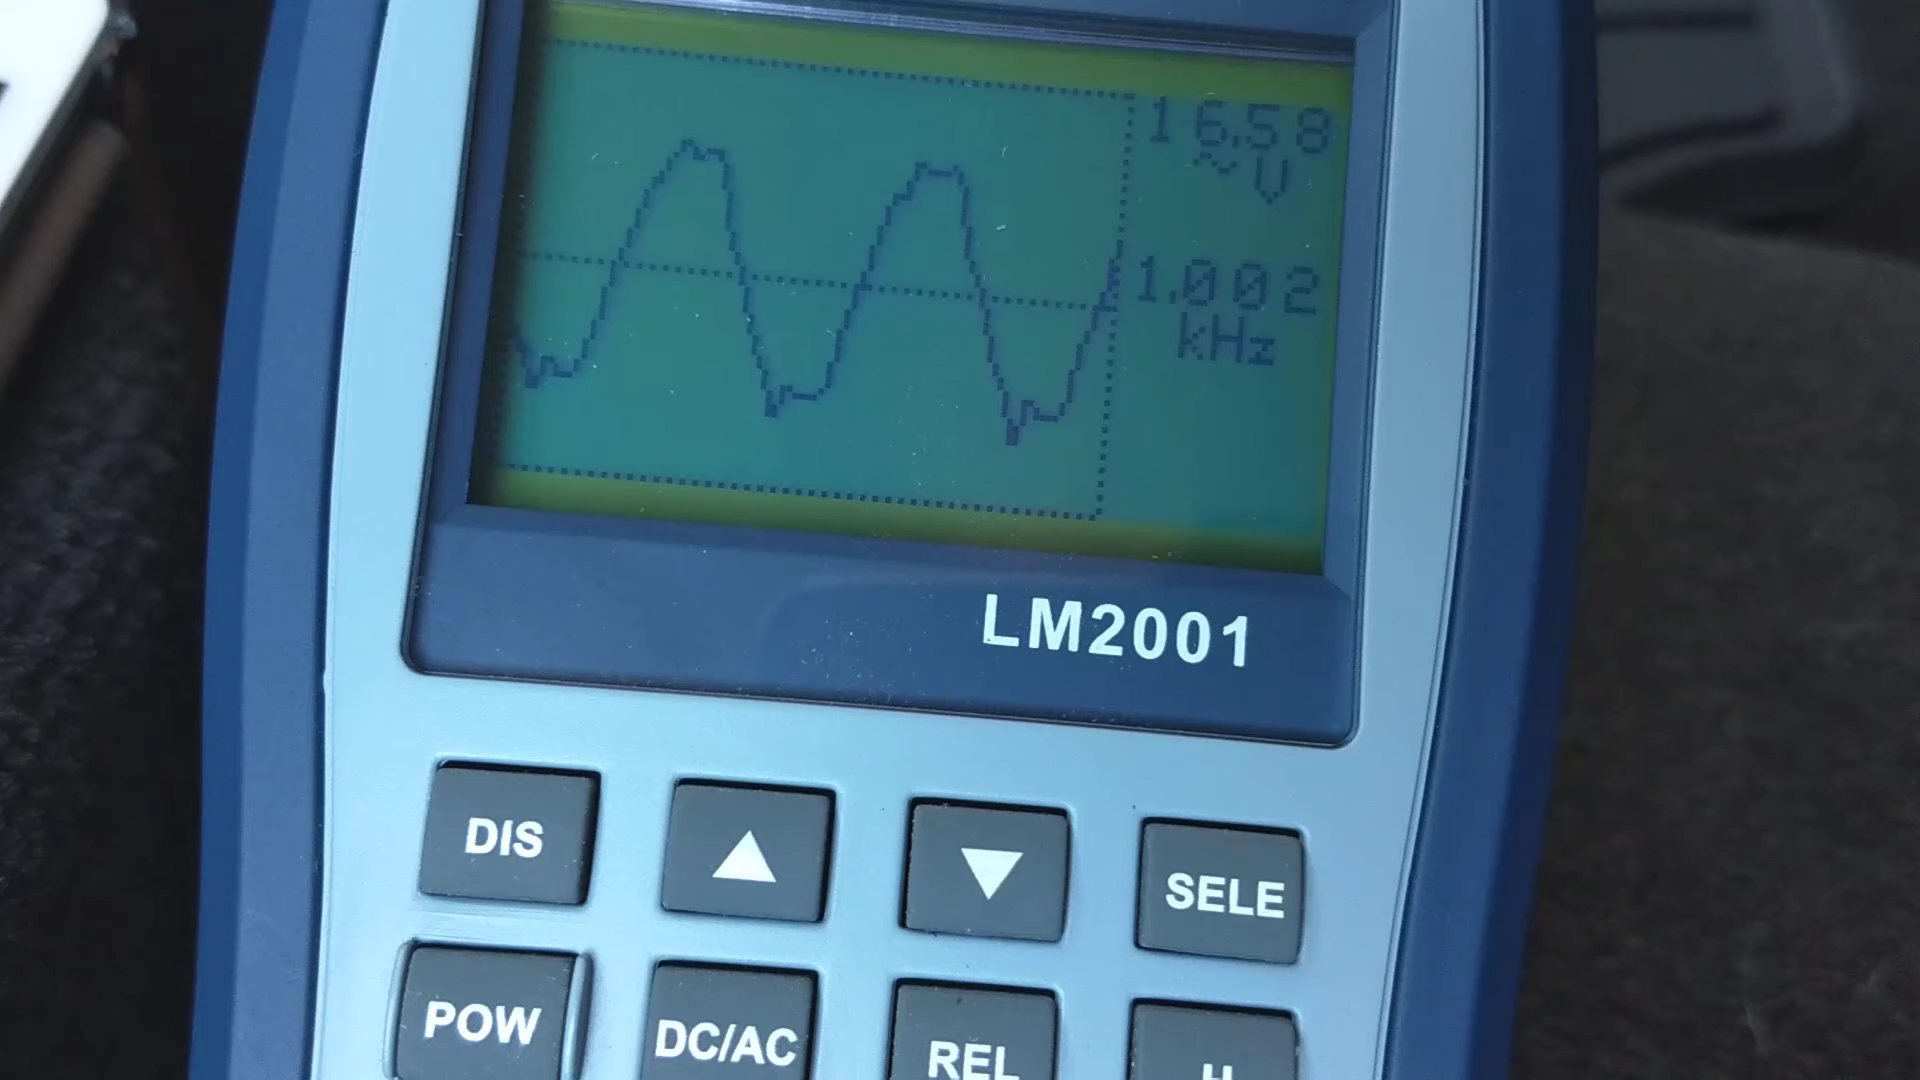 16.58
~ V
1.002
kHz
LM2001
DIS ▲ ▼ SELE
POW DC/AC REL H